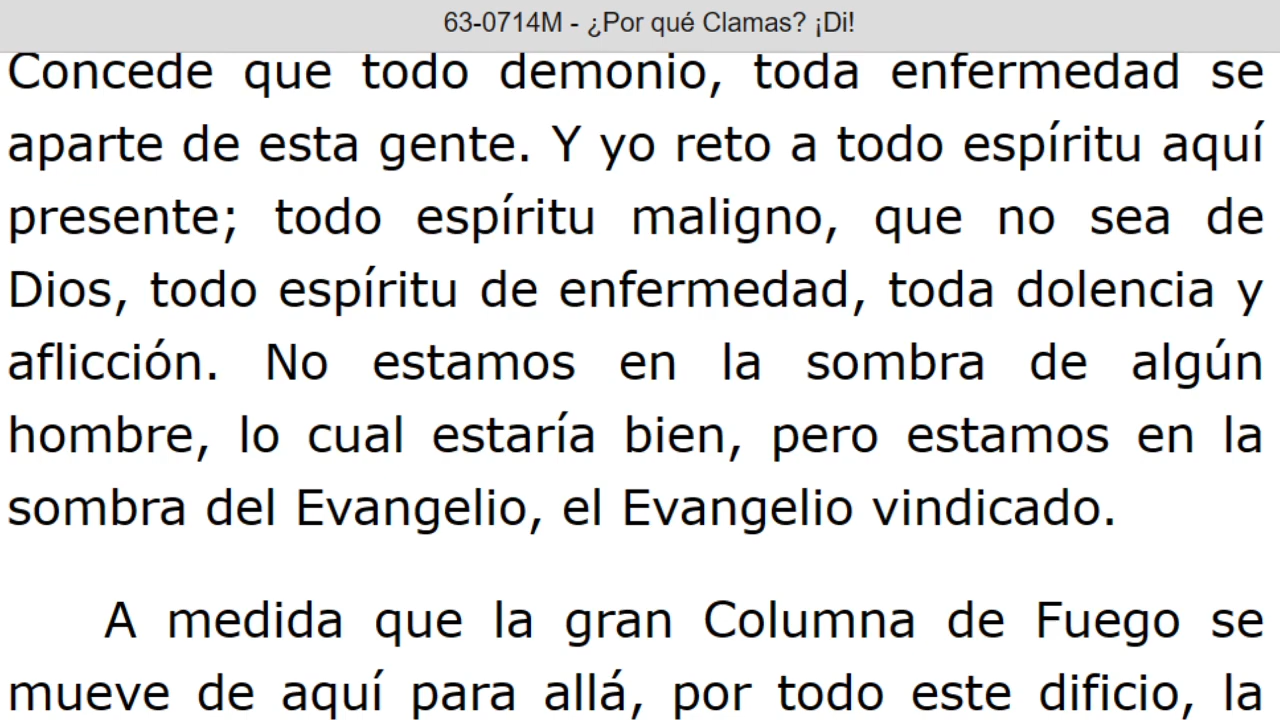 63-0714M - ¿Por qué Clamas? ¡Di!
Concede que todo demonio, toda enfermedad se
aparte de esta gente. Y yo reto a todo espíritu aquí
presente; todo espíritu maligno, que no sea de
Dios, todo espíritu de enfermedad, toda dolencia y
aflicción. No estamos en la sombra de algún
hombre, lo cual estaría bien, pero estamos en la
sombra del Evangelio, el Evangelio vindicado.
A medida que la gran Columna de Fuego se
mueve de aquí para allá, por todo este dificio, la